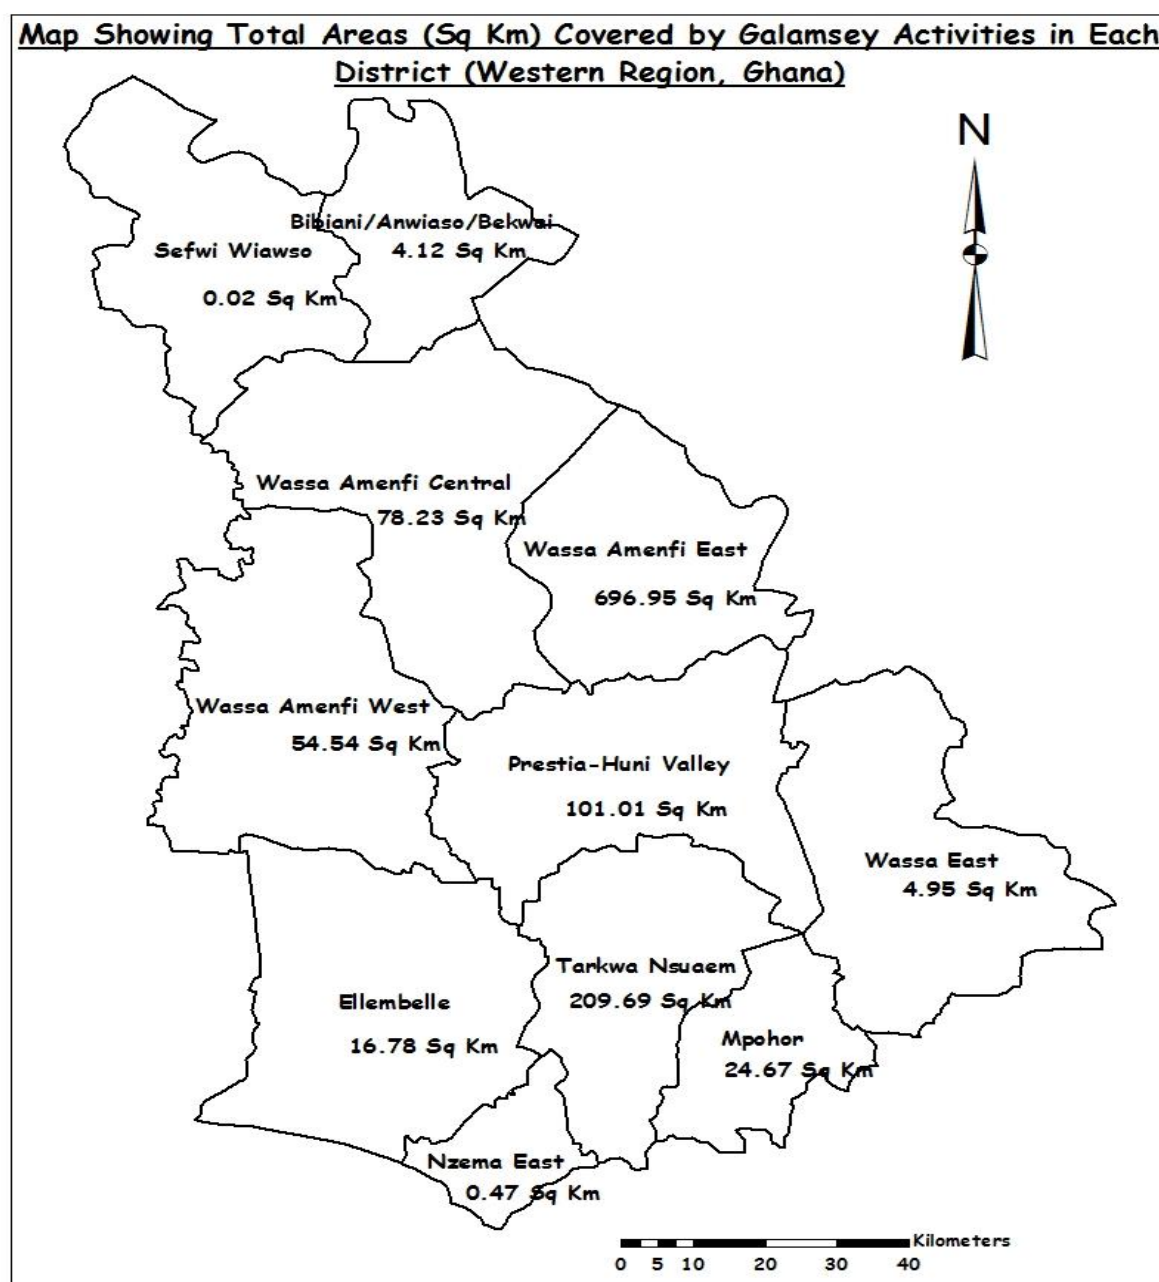 Map Showing Total Areas (Sq Km) Covered by Galamsey Activities in Each
District (Western Region, Ghana)
N
Bibiani/Anwiaso/Bekwai
4.12 Sq Km
Sefwi Wiawso
0.02 Sq Km
Wassa Amenfi Central
78.23 Sq Km
Wassa Amenfi East
696.95 Sq Km
Wassa Amenfi West
54.54 Sq Km
Prestia-Huni Valley
101.01 Sq Km
Wassa East
4.95 Sq Km
Tarkwa Nsuaem
209.69 Sq Km
Ellembelle
16.78 Sq Km
Mpohor
24.67 Sq Km
Nzema East
0.47 Sq Km
Kilometers
0 5 10 20 30 40